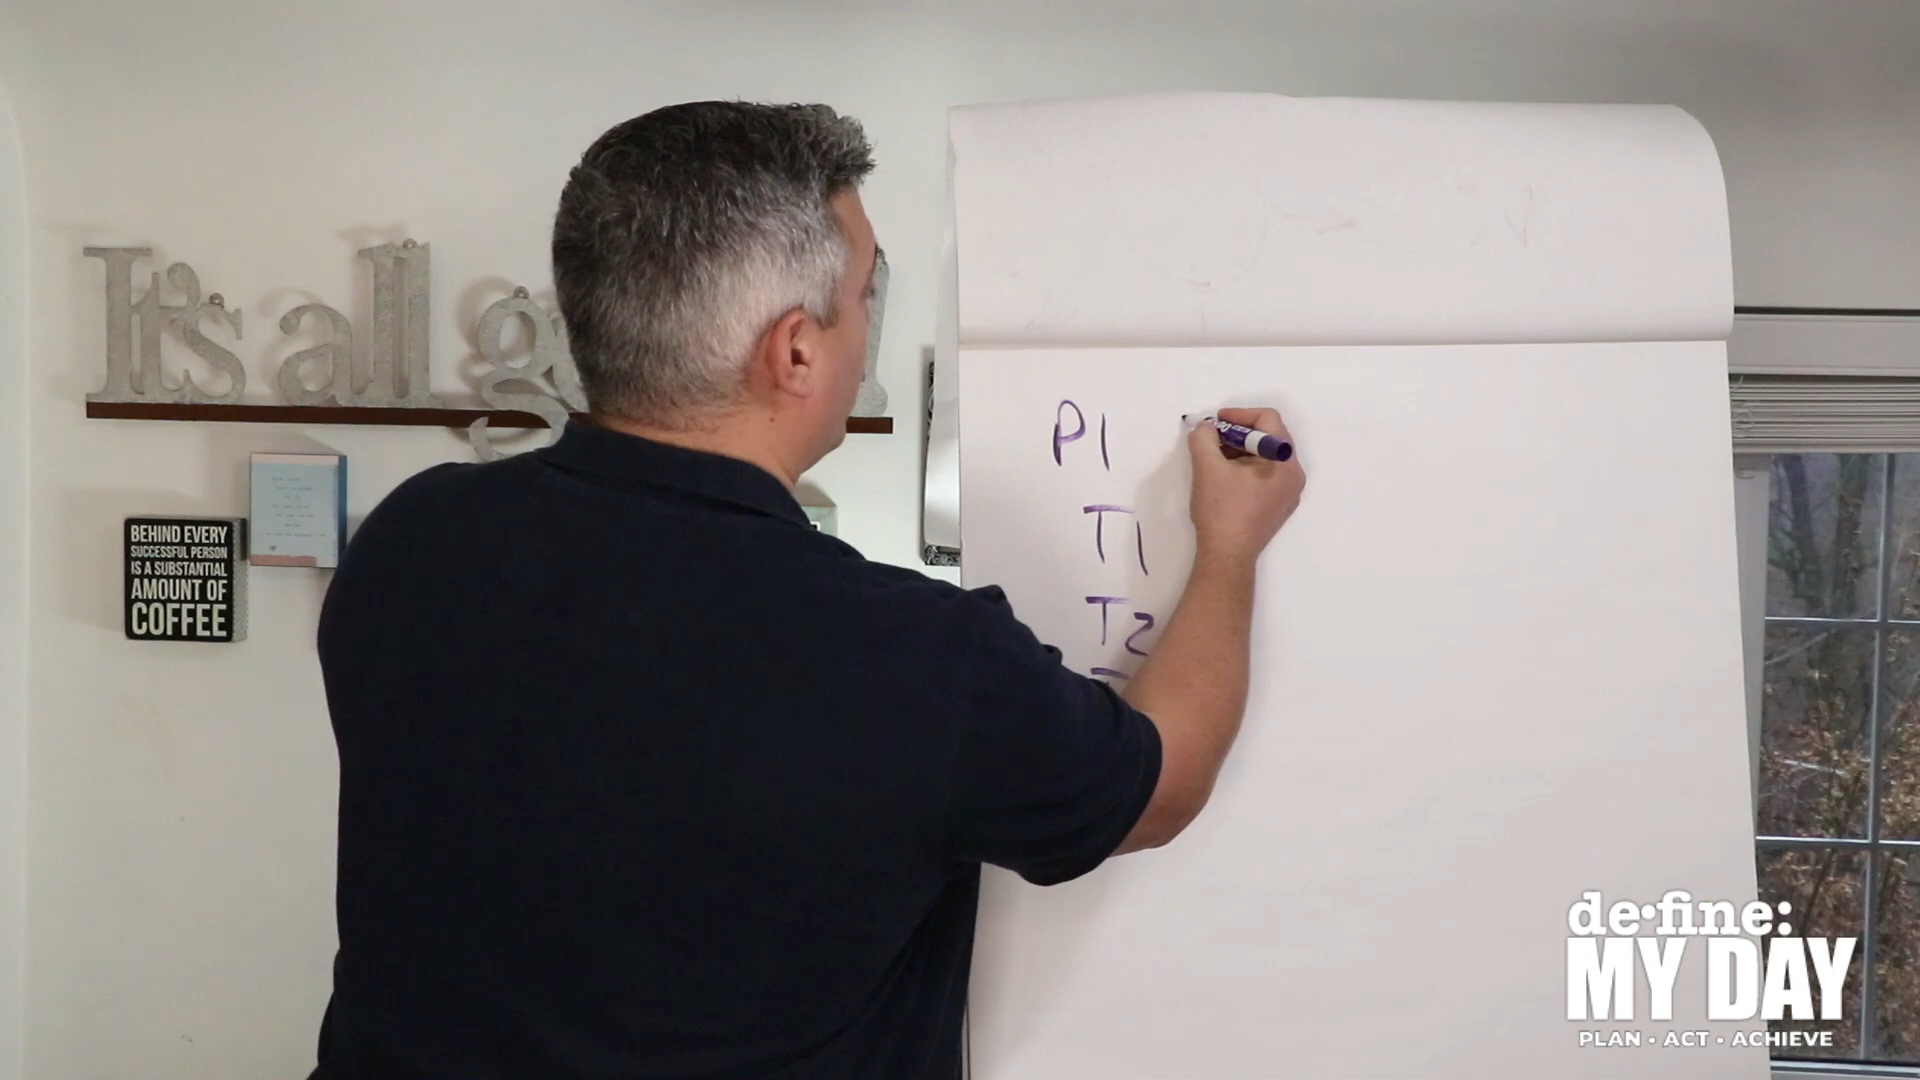 It's all g
BEHIND EVERY
SUCCESSFUL PERSON
IS A SUBSTANTIAL
AMOUNT OF
COFFEE
P1
T1
T2
de•fine:
MY DAY
PLAN • ACT • ACHIEVE